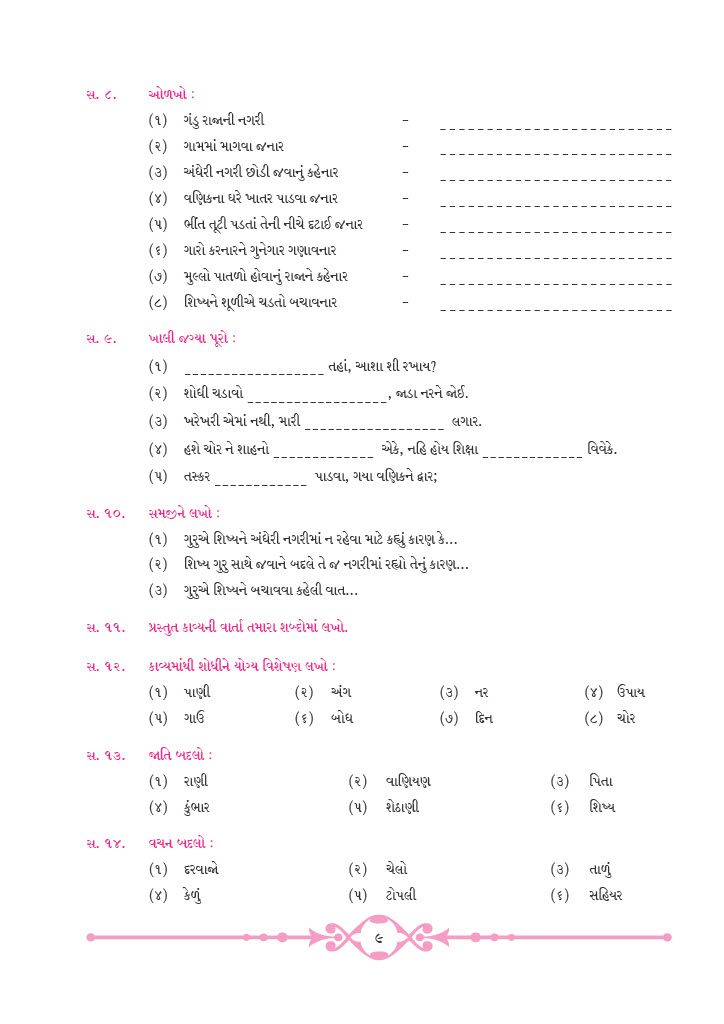 સ. ૮. ઓળખો :
(૧) ગંડુ રાજાની નગરી – _ _ _ _ _ _ _ _ _ _ _ _ _ _ _ _ _ _ _ _ _ _ _ _ _
(૨) ગામમાં માગવા જનાર – _ _ _ _ _ _ _ _ _ _ _ _ _ _ _ _ _ _ _ _ _ _ _ _ _
(૩) અંધેરી નગરી છોડી જવાનું કહેનાર – _ _ _ _ _ _ _ _ _ _ _ _ _ _ _ _ _ _ _ _ _ _ _ _ _
(૪) વણિકના ઘરે ખાતર પાડવા જનાર – _ _ _ _ _ _ _ _ _ _ _ _ _ _ _ _ _ _ _ _ _ _ _ _ _
(૫) ભીંત તૂટી પડતાં તેની નીચે દટાઈ જનાર – _ _ _ _ _ _ _ _ _ _ _ _ _ _ _ _ _ _ _ _ _ _ _ _ _
(૬) ગારો કરનારને ગુનેગાર ગણાવનાર – _ _ _ _ _ _ _ _ _ _ _ _ _ _ _ _ _ _ _ _ _ _ _ _ _
(૭) મુલ્લો પાતળો હોવાનું રાજાને કહેનાર – _ _ _ _ _ _ _ _ _ _ _ _ _ _ _ _ _ _ _ _ _ _ _ _ _
(૮) શિષ્યને શૂળીએ ચડતો બચાવનાર – _ _ _ _ _ _ _ _ _ _ _ _ _ _ _ _ _ _ _ _ _ _ _ _ _
સ. ૯. ખાલી જગ્યા પૂરો :
(૧) _ _ _ _ _ _ _ _ _ _ _ _ _ _ _ _ _ _ તહાં, આશા શી રખાય?
(૨) શોધી ચડાવો _ _ _ _ _ _ _ _ _ _ _ _ _ _ _ _ _ _, જાડા નરને જોઈ.
(૩) ખરેખરી એમાં નથી, મારી _ _ _ _ _ _ _ _ _ _ _ _ _ _ _ _ _ _ લગાર.
(૪) હશે ચોર ને શાહનો _ _ _ _ _ _ _ _ _ _ _ _ _ એકે, નહિ હોય શિક્ષા _ _ _ _ _ _ _ _ _ _ _ _ _ વિવેકે.
(૫) તસ્કર _ _ _ _ _ _ _ _ _ _ _ _ પાડવા, ગયા વણિકને દ્વાર;
સ. ૧૦. સમજીને લખો :
(૧) ગુરુએ શિષ્યને અંધેરી નગરીમાં ન રહેવા માટે કહ્યું કારણ કે...
(૨) શિષ્ય ગુરુ સાથે જવાને બદલે તે જ નગરીમાં રહ્યો તેનું કારણ...
(૩) ગુરુએ શિષ્યને બચાવવા કહેલી વાત...
સ. ૧૧. પ્રસ્તુત કાવ્યની વાર્તા તમારા શબ્દોમાં લખો.
સ. ૧૨. કાવ્યમાંથી શોધીને યોગ્ય વિશેષણ લખો :
(૧) પાણી (૨) અંગ (૩) નર (૪) ઉપાય
(૫) ગાઉ (૬) બોધ (૭) દિન (૮) ચોર
સ. ૧૩. જાતિ બદલો :
(૧) રાણી (૨) વાણિયણ (૩) પિતા
(૪) કુંભાર (૫) શેઠાણી (૬) શિષ્ય
સ. ૧૪. વચન બદલો :
(૧) દરવાજો (૨) ચેલો (૩) તાળું
(૪) કેળું (૫) ટોપલી (૬) સહિયર
૯